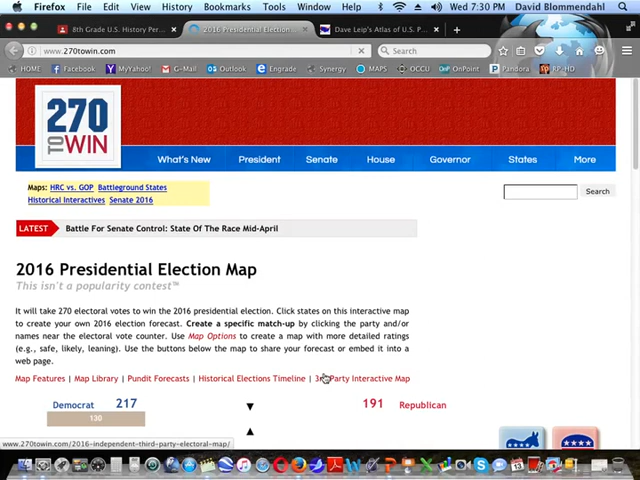 Firefox File Edit View History Bookmarks Tools Window Help Wed 7:30 PM David Blommendahl
8th Grade U.S. History Per... 2016 Presidential Election... Dave Leip's Atlas of U.S. P...
www.270towin.com Search
HOME Facebook MyYahoo! G-Mail Outlook Engrade Synergy MAPS OCCU OnPoint Pandora RP-HD
270
TO WIN
What's New President Senate House Governor States More
Maps: HRC vs. GOP Battleground States
Historical Interactives Senate 2016
Search
LATEST Battle For Senate Control: State Of The Race Mid-April
2016 Presidential Election Map
This isn't a popularity contest™
It will take 270 electoral votes to win the 2016 presidential election. Click states on this interactive map
to create your own 2016 election forecast. Create a specific match-up by clicking the party and/or
names near the electoral vote counter. Use Map Options to create a map with more detailed ratings
(e.g., safe, likely, leaning). Use the buttons below the map to share your forecast or embed it into a
web page.
Map Features | Map Library | Pundit Forecasts | Historical Elections Timeline | 3rd Party Interactive Map
Democrat 217 191 Republican
130
www.270towin.com/2016-independent-third-party-electoral-map/